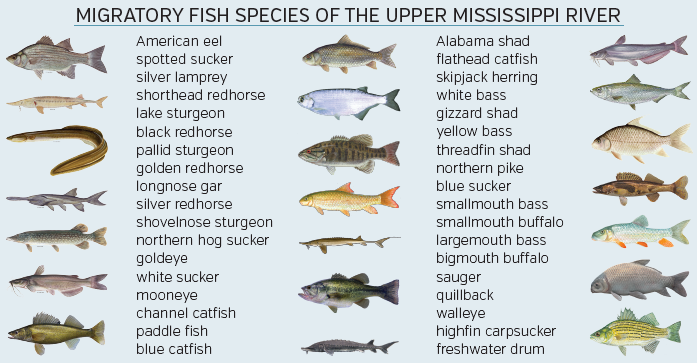 MIGRATORY FISH SPECIES OF THE UPPER MISSISSIPPI RIVER
American eel
spotted sucker
silver lamprey
shorthead redhorse
lake sturgeon
black redhorse
pallid sturgeon
golden redhorse
longnose gar
silver redhorse
shovelnose sturgeon
northern hog sucker
goldeye
white sucker
mooneye
channel catfish
paddle fish
blue catfish
Alabama shad
flathead catfish
skipjack herring
white bass
gizzard shad
yellow bass
threadfin shad
northern pike
blue sucker
smallmouth bass
smallmouth buffalo
largemouth bass
bigmouth buffalo
sauger
quillback
walleye
highfin carpsucker
freshwater drum